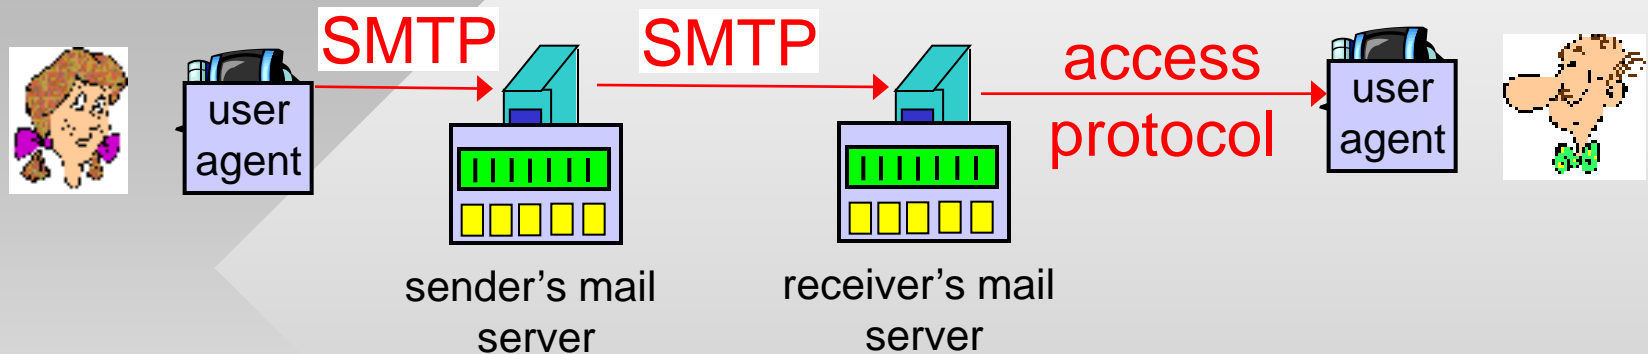 SMTP
SMTP
access
protocol
user
agent
user
agent
sender’s mail
server
receiver’s mail
server